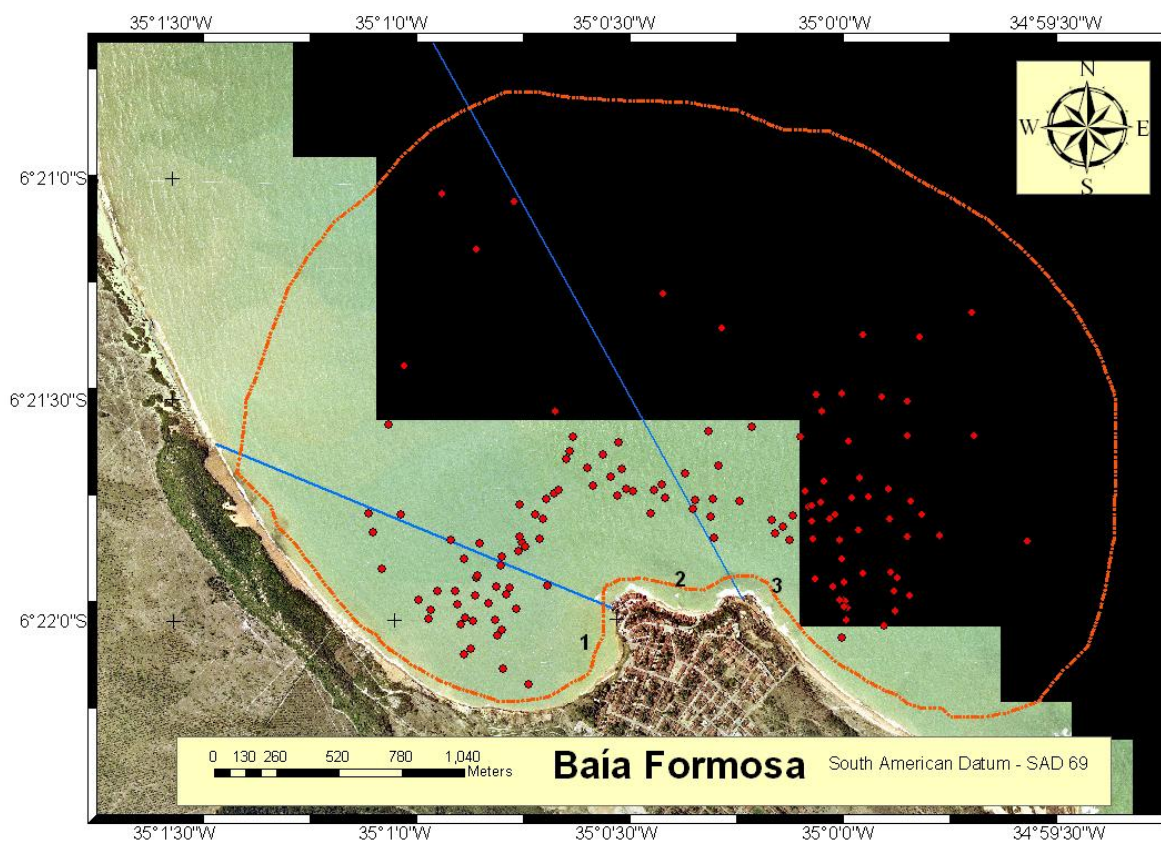 35°1'30"W 35°1'0"W 35°0'30"W 35°0'0"W 34°59'30"W
N
W E
S
6°21'0"S
6°21'30"S
2
3
6°22'0"S
1
0 130 260 520 780 1,040
Meters
Baía Formosa
South American Datum - SAD 69
35°1'30"W 35°1'0"W 35°0'30"W 35°0'0"W 34°59'30"W